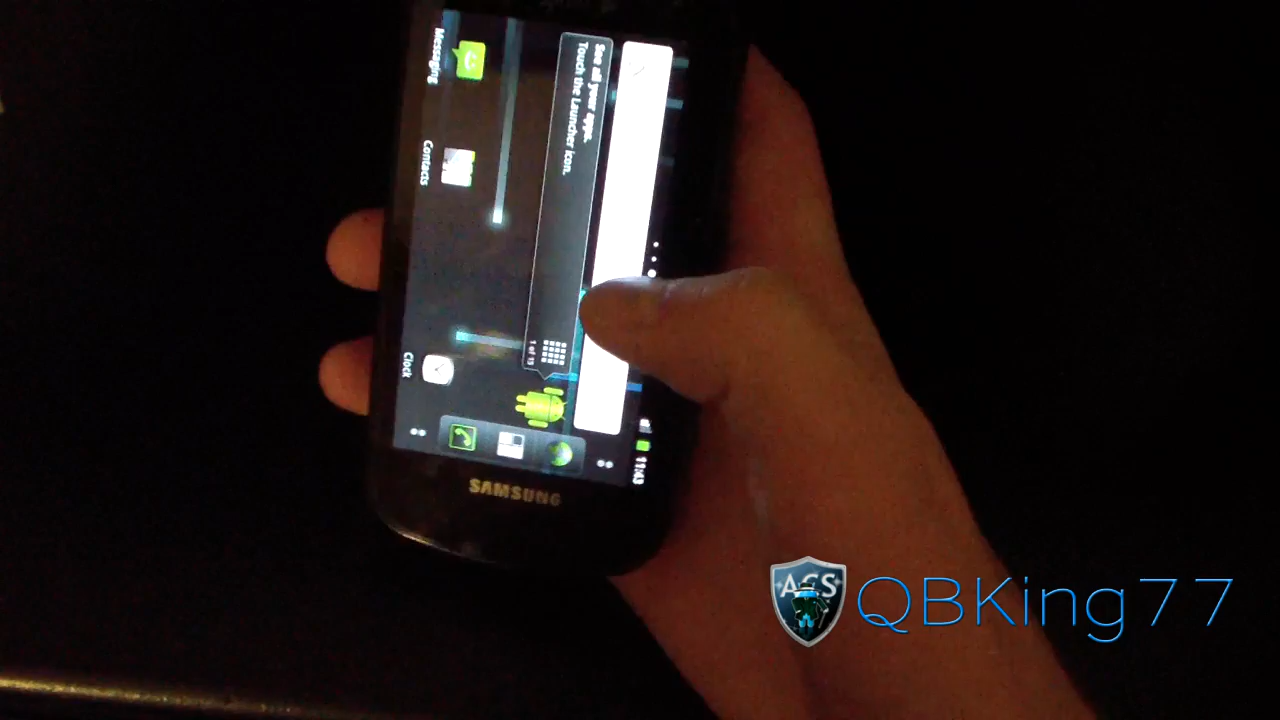 See all your apps.
Touch the Launcher icon.
1 of 15
Messaging
Contacts
Clock
11:43
SAMSUNG
ACS
QBKing77